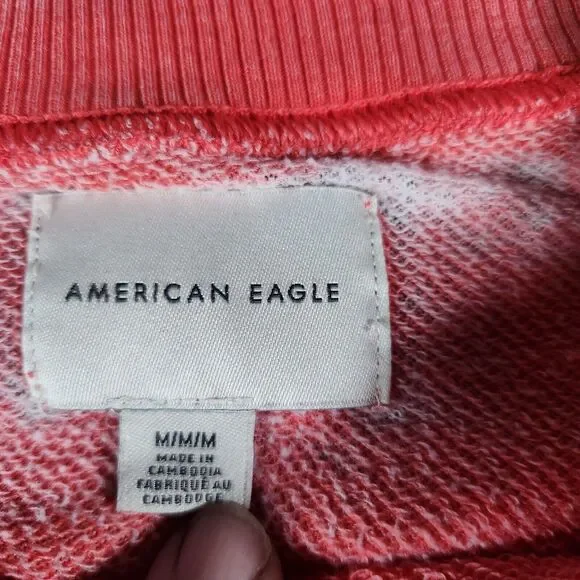 AMERICAN EAGLE
M/M/M
MADE IN
CAMBODIA
FABRIQUÉ AU
CAMBODGE